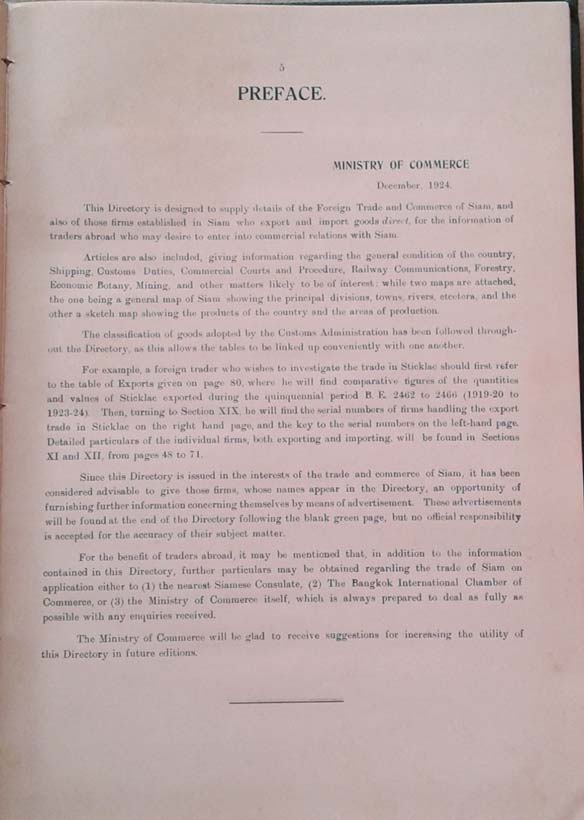 5
PREFACE.
MINISTRY OF COMMERCE
December, 1924.
This Directory is designed to supply details of the Foreign Trade and Commerce of Siam, and
also of those firms established in Siam who export and import goods direct, for the information of
traders abroad who may desire to enter into commercial relations with Siam.
Articles are also included, giving information regarding the general condition of the country,
Shipping, Customs Duties, Commercial Courts and Procedure, Railway Communications, Forestry,
Economic Botany, Mining, and other matters likely to be of interest; while two maps are attached,
the one being a general map of Siam showing the principal divisions, towns, rivers, etcetera, and the
other a sketch map showing the products of the country and the areas of production.
The classification of goods adopted by the Customs Administration has been followed through-
out the Directory, as this allows the tables to be linked up conveniently with one another.
For example, a foreign trader who wishes to investigate the trade in Sticklac should first refer
to the table of Exports given on page 80, where he will find comparative figures of the quantities
and values of Sticklac exported during the quinquennial period B. E. 2462 to 2466 (1919-20 to
1923-24). Then, turning to Section XIX, he will find the serial numbers of firms handling the export
trade in Sticklac on the right hand page, and the key to the serial numbers on the left-hand page.
Detailed particulars of the individual firms, both exporting and importing, will be found in Sections
XI and XII, from pages 48 to 71.
Since this Directory is issued in the interests of the trade and commerce of Siam, it has been
considered advisable to give those firms, whose names appear in the Directory, an opportunity of
furnishing further information concerning themselves by means of advertisement. These advertisements
will be found at the end of the Directory following the blank green page, but no official responsibility
is accepted for the accuracy of their subject matter.
For the benefit of traders abroad, it may be mentioned that, in addition to the information
contained in this Directory, further particulars may be obtained regarding the trade of Siam on
application either to (1) the nearest Siamese Consulate, (2) The Bangkok International Chamber of
Commerce, or (3) the Ministry of Commerce itself, which is always prepared to deal as fully as
possible with any enquiries received.
The Ministry of Commerce will be glad to receive suggestions for increasing the utility of
this Directory in future editions.